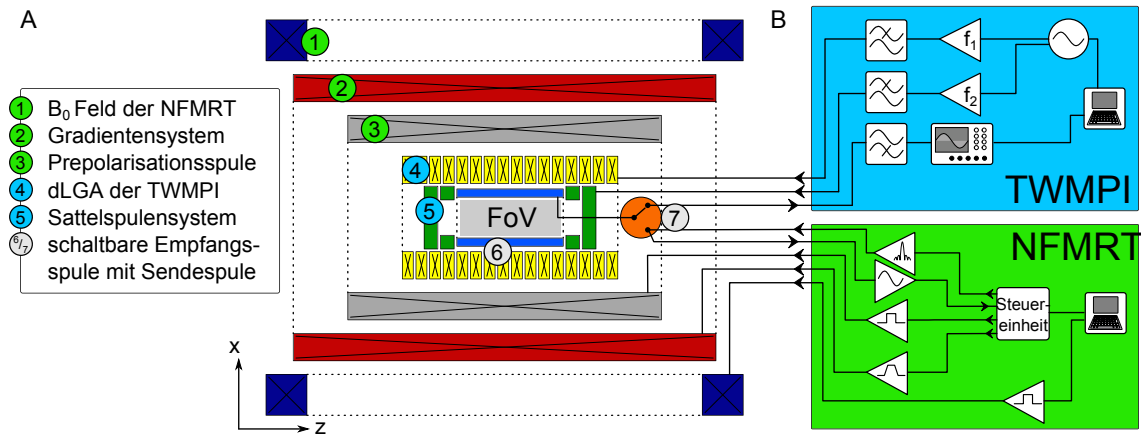 A
B
1
2
3
4
5
6
7
FoV
x
z
1 B₀ Feld der NFMRT
2 Gradientensystem
3 Prepolarisationsspule
4 dLGA der TWMPI
5 Sattelspulensystem
6/7 schaltbare Empfangs-
spule mit Sendespule
f₁
f₂
TWMPI
NFMRT
Steuer-
einheit